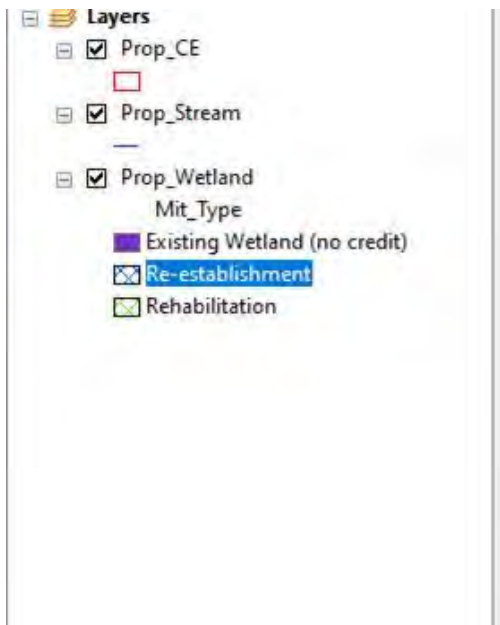 Layers
Prop_CE
Prop_Stream
Prop_Wetland
Mit_Type
Existing Wetland (no credit)
Re-establishment
Rehabilitation